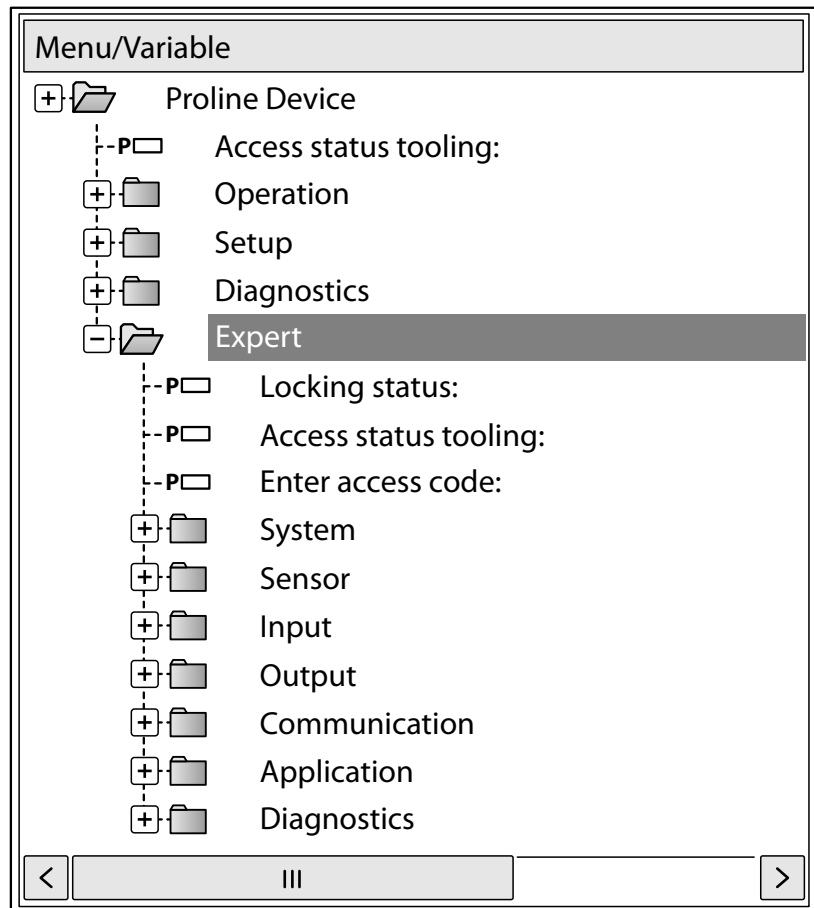 Menu/Variable
Proline Device
P Access status tooling:
Operation
Setup
Diagnostics
Expert
P Locking status:
P Access status tooling:
P Enter access code:
System
Sensor
Input
Output
Communication
Application
Diagnostics